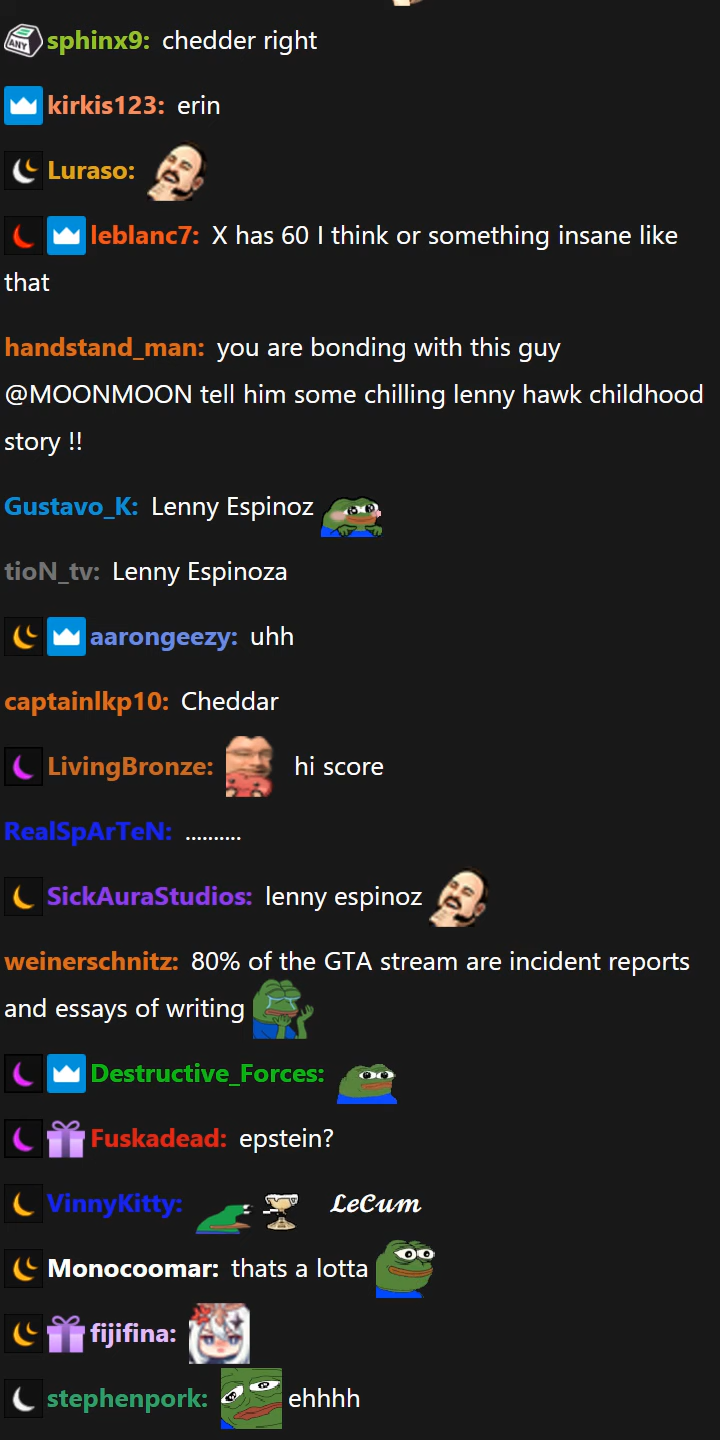 ANY sphinx9: chedder right
kirkis123: erin
Luraso:
leblanc7: X has 60 I think or something insane like
that
handstand_man: you are bonding with this guy
@MOONMOON tell him some chilling lenny hawk childhood
story !!
Gustavo_K: Lenny Espinoz
tioN_tv: Lenny Espinoza
aarongeezy: uhh
captainlkp10: Cheddar
LivingBronze: hi score
RealSpArTeN: ..........
SickAuraStudios: lenny espinoz
weinerschnitz: 80% of the GTA stream are incident reports
and essays of writing
Destructive_Forces:
Fuskadead: epstein?
VinnyKitty: 𝓛𝓮𝓒𝓾𝓶
Monocoomar: thats a lotta
fijifina:
stephenpork: ehhhh